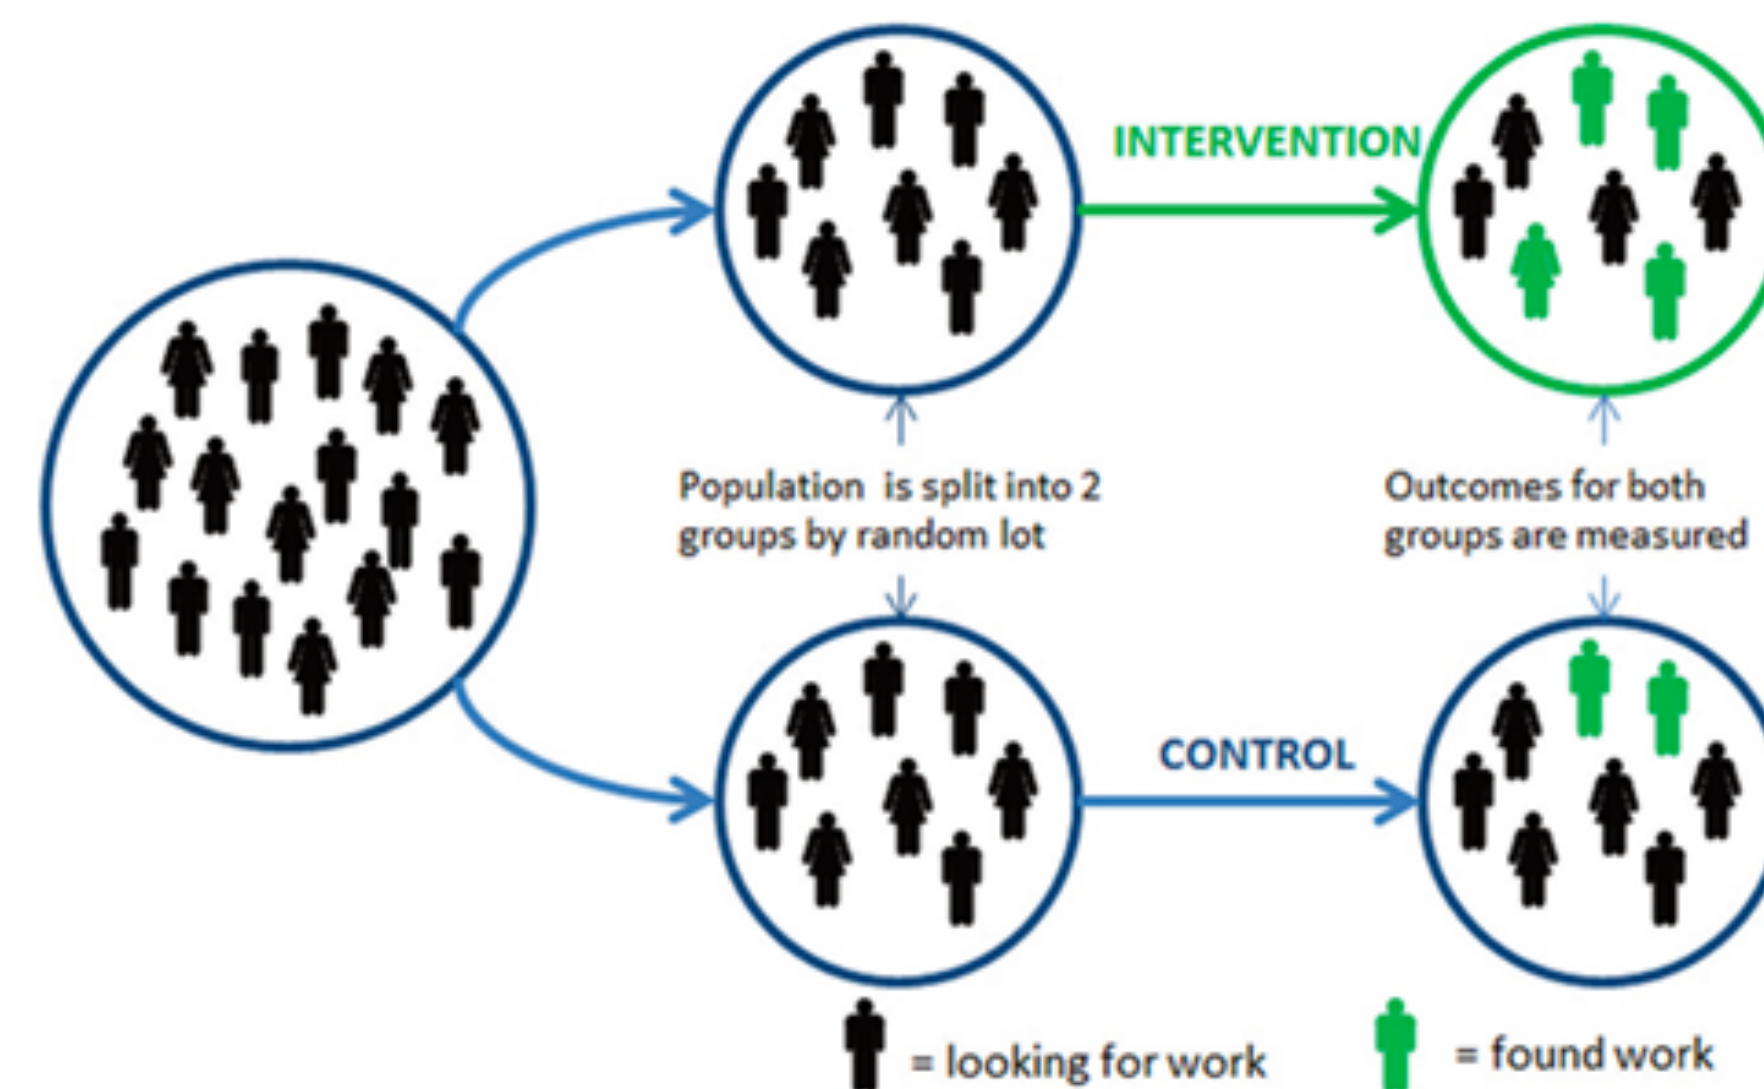 INTERVENTION
Population is split into 2
groups by random lot
Outcomes for both
groups are measured
CONTROL
= looking for work
= found work